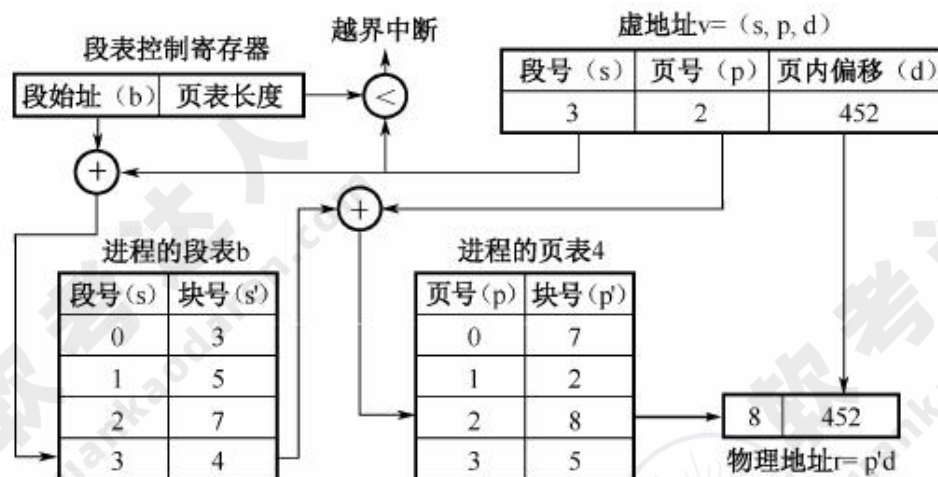 越界中断
虚地址v=（s, p, d）
段表控制寄存器
段始址（b） 页表长度
<
段号（s） 页号（p） 页内偏移（d）
3 2 452
+
+
进程的段表b
段号（s） 块号（s'）
0 3
1 5
2 7
3 4
进程的页表4
页号（p） 块号（p'）
0 7
1 2
2 8
3 5
8 452
物理地址r= p'd
软考达人